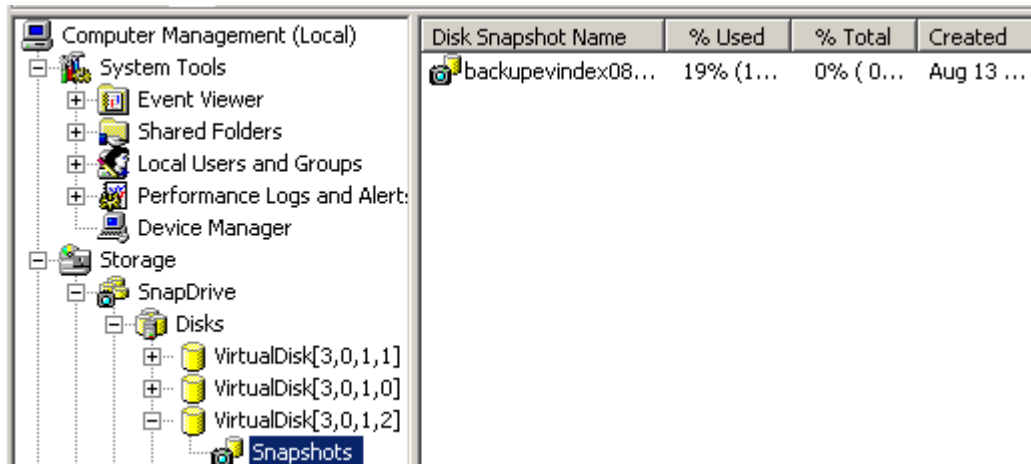 Computer Management (Local)
System Tools
Event Viewer
Shared Folders
Local Users and Groups
Performance Logs and Alert:
Device Manager
Storage
SnapDrive
Disks
VirtualDisk[3,0,1,1]
VirtualDisk[3,0,1,0]
VirtualDisk[3,0,1,2]
Snapshots
Disk Snapshot Name % Used % Total Created
backupevindex08... 19% (1... 0% ( 0... Aug 13 ...